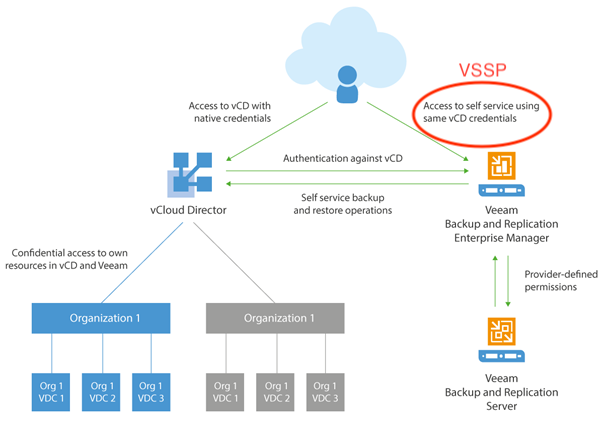 VSSP
Access to vCD with
native credentials
Access to self service using
same vCD credentials
Authentication against vCD
Self service backup
and restore operations
vCloud Director
Veeam
Backup and Replication
Enterprise Manager
Confidential access to own
resources in vCD and Veeam
Provider-defined
permissions
Organization 1
Organization 1
Org 1
VDC 1
Org 1
VDC 2
Org 1
VDC 3
Org 1
VDC 1
Org 1
VDC 2
Org 1
VDC 3
Veeam
Backup and Replication
Server